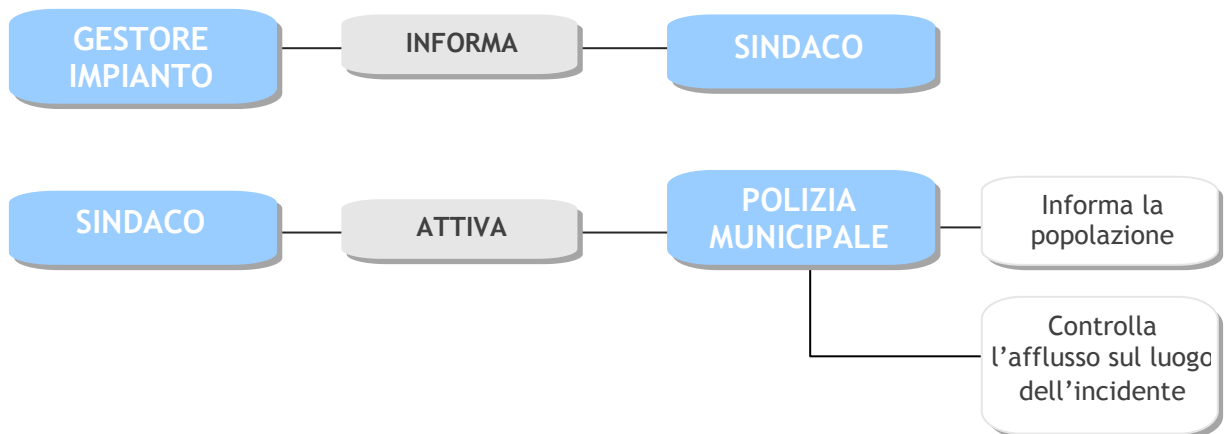 GESTORE
IMPIANTO
INFORMA
SINDACO
SINDACO
ATTIVA
POLIZIA
MUNICIPALE
Informa la
popolazione
Controlla
l’afflusso sul luogo
dell’incidente